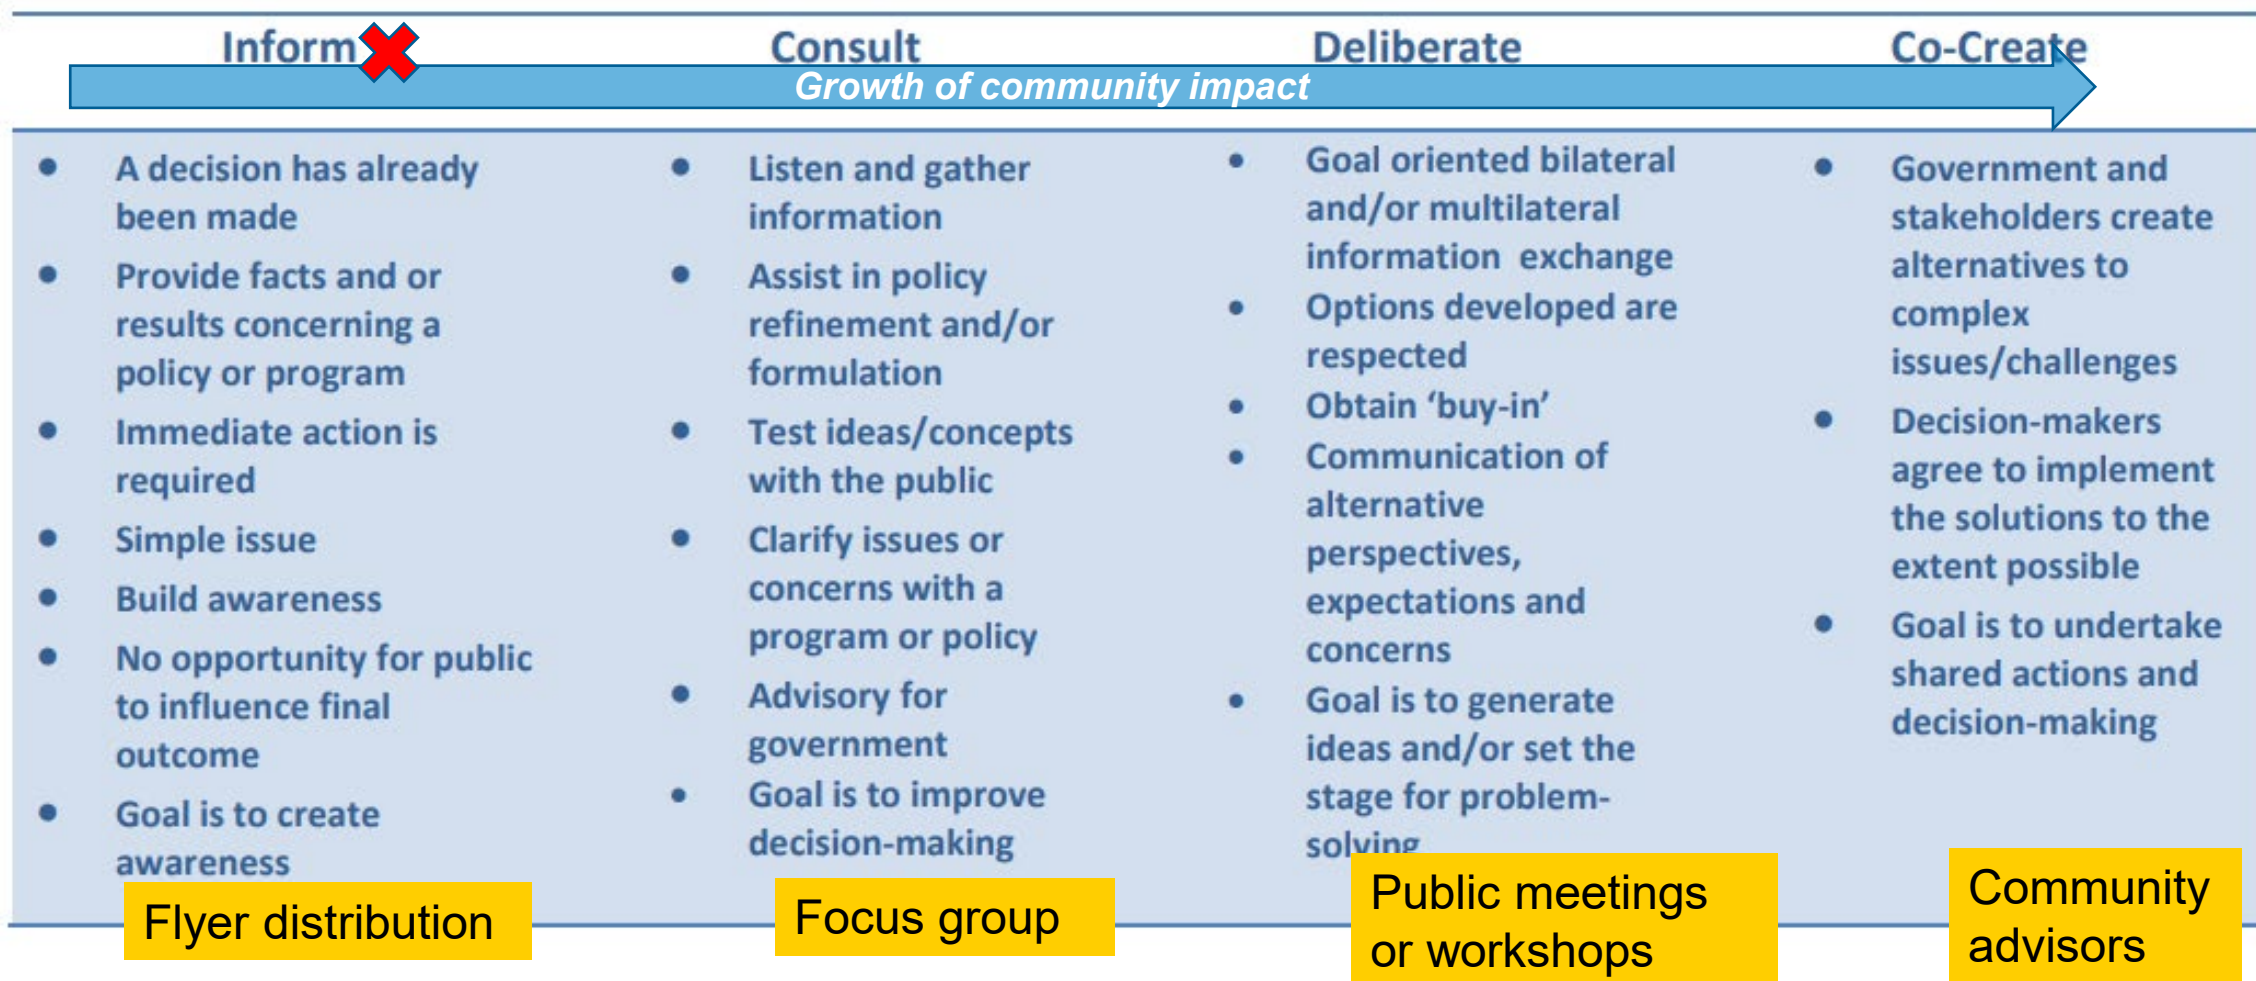 Inform
Consult
Deliberate
Co-Create
Growth of community impact
• A decision has already
been made
• Provide facts and or
results concerning a
policy or program
• Immediate action is
required
• Simple issue
• Build awareness
• No opportunity for public
to influence final
outcome
• Goal is to create
awareness
Flyer distribution
• Listen and gather
information
• Assist in policy
refinement and/or
formulation
• Test ideas/concepts
with the public
• Clarify issues or
concerns with a
program or policy
• Advisory for
government
• Goal is to improve
decision-making
Focus group
• Goal oriented bilateral
and/or multilateral
information exchange
• Options developed are
respected
• Obtain ‘buy-in’
• Communication of
alternative
perspectives,
expectations and
concerns
• Goal is to generate
ideas and/or set the
stage for problem-
solving
Public meetings
or workshops
• Government and
stakeholders create
alternatives to
complex
issues/challenges
• Decision-makers
agree to implement
the solutions to the
extent possible
• Goal is to undertake
shared actions and
decision-making
Community
advisors